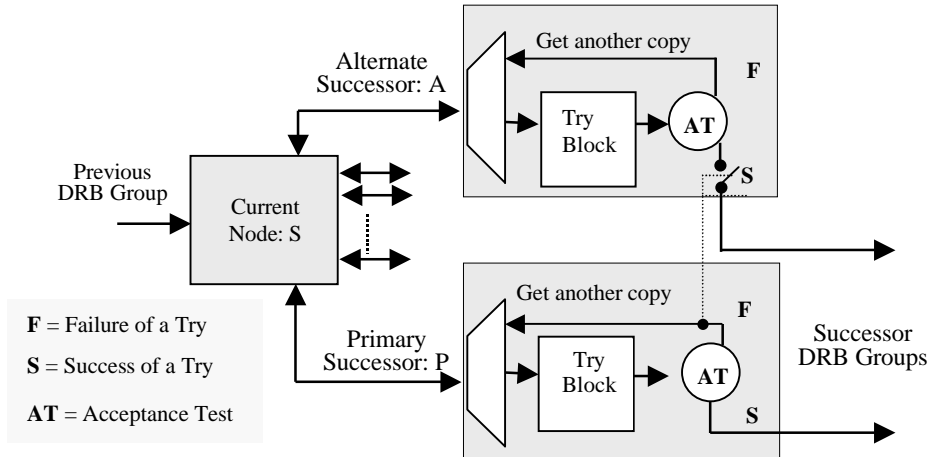 Get another copy
F
Alternate
Successor: A
Try
Block
AT
S
Previous
DRB Group
Current
Node: S
Get another copy
F
F = Failure of a Try
S = Success of a Try
AT = Acceptance Test
Primary
Successor: P
Try
Block
AT
S
Successor
DRB Groups